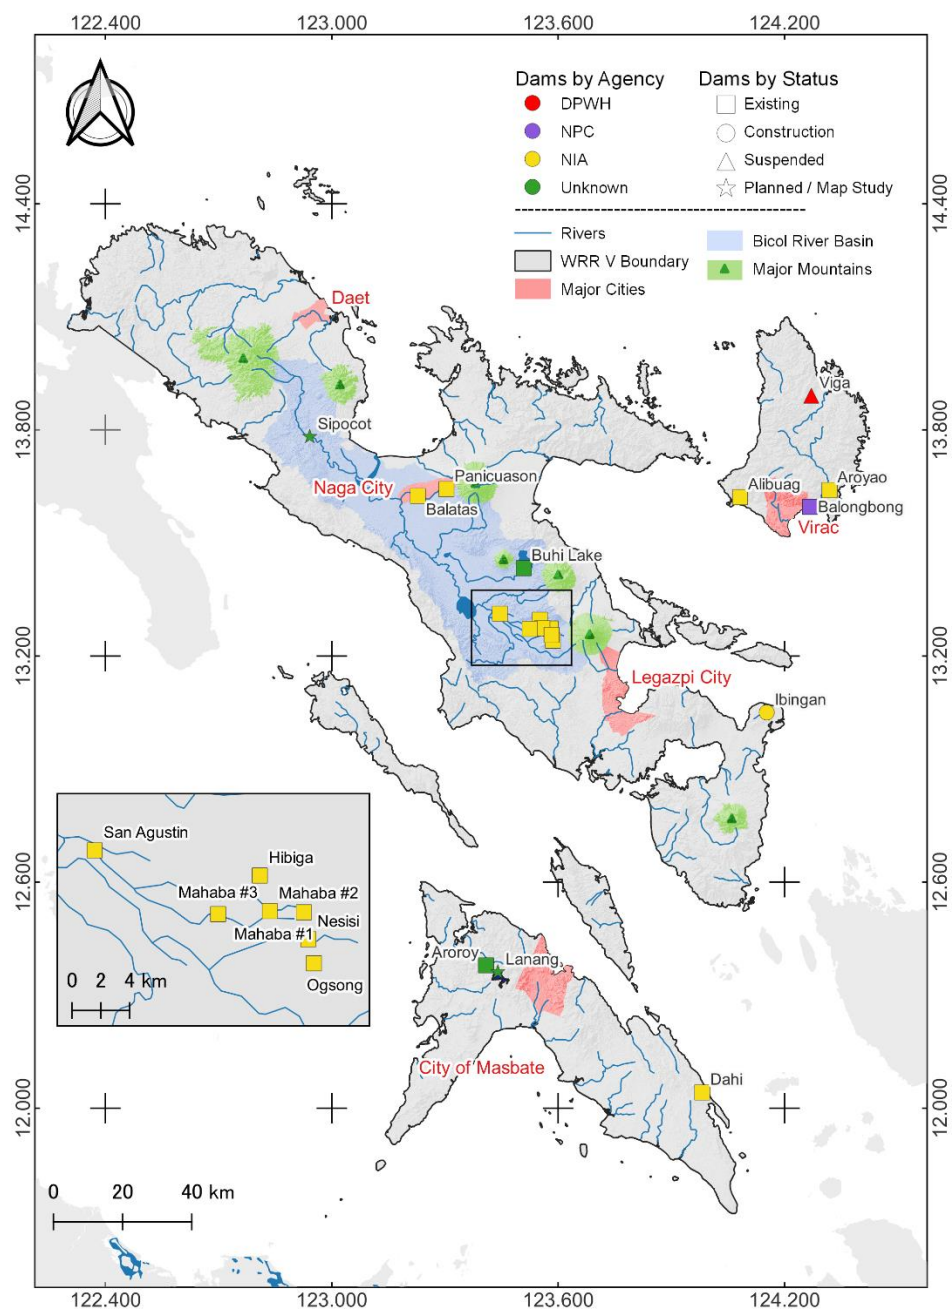 122.400 123.000 123.600 124.200
Dams by Agency Dams by Status
DPWH Existing
NPC Construction
NIA Suspended
Unknown Planned / Map Study
14.400 14.400
Rivers Bicol River Basin
WRR V Boundary Major Mountains
Major Cities
Daet
Viga
13.800 13.800
Sipocot
Panicuason
Naga City
Balatas
Alibuag Aroyao
Balongbong
Virac
Buhi Lake
13.200 13.200
Legazpi City
Ibingan
San Agustin
Hibiga
Mahaba #3 Mahaba #2
Nesisi
Mahaba #1
Ogsong
0 2 4 km
12.600 12.600
Aroroy Lanang
City of Masbate
Dahi
12.000 12.000
0 20 40 km
122.400 123.000 123.600 124.200